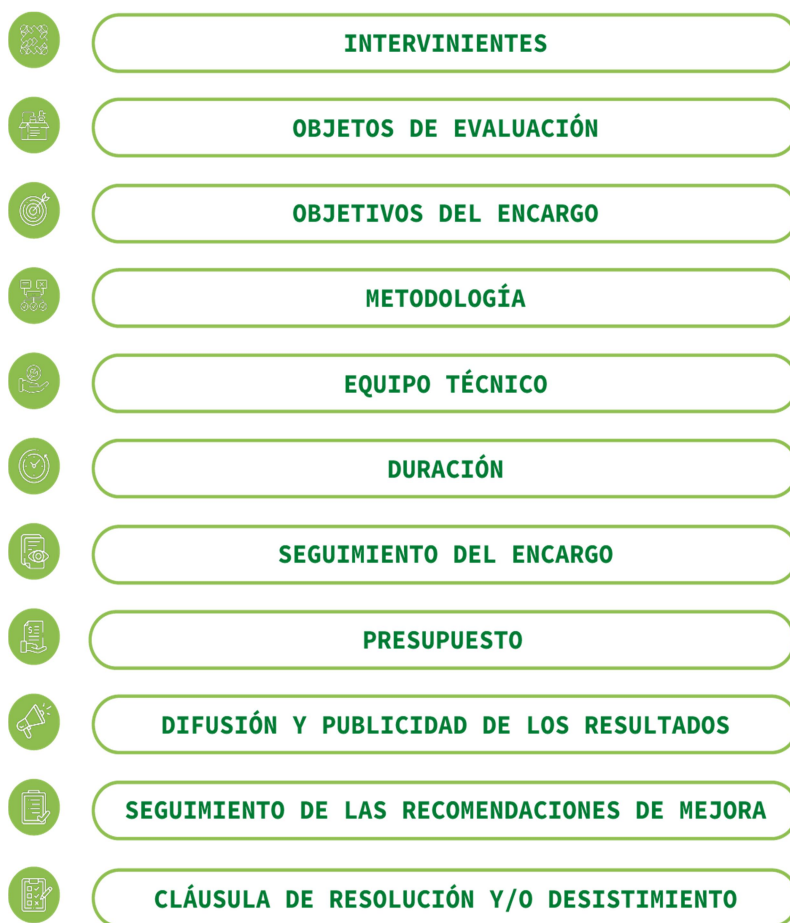 INTERVINIENTES
OBJETOS DE EVALUACIÓN
OBJETIVOS DEL ENCARGO
METODOLOGÍA
EQUIPO TÉCNICO
DURACIÓN
SEGUIMIENTO DEL ENCARGO
PRESUPUESTO
DIFUSIÓN Y PUBLICIDAD DE LOS RESULTADOS
SEGUIMIENTO DE LAS RECOMENDACIONES DE MEJORA
CLÁUSULA DE RESOLUCIÓN Y/O DESISTIMIENTO